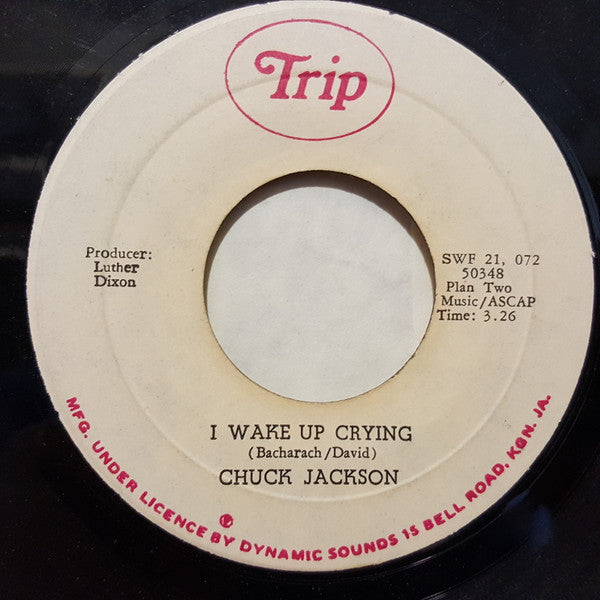 Trip
Producer:
Luther
Dixon
SWF 21, 072
50348
Plan Two
Music/ASCAP
Time: 3.26
I WAKE UP CRYING
(Bacharach/David)
CHUCK JACKSON
MFG. UNDER LICENCE BY DYNAMIC SOUNDS 15 BELL ROAD, KGN. JA.